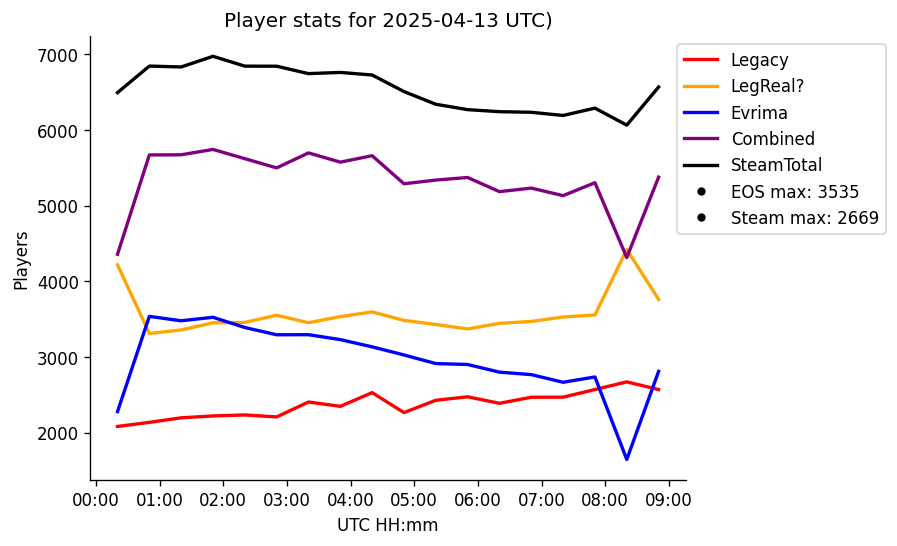 Player stats for 2025-04-13 UTC)
7000
6000
5000
4000
3000
2000
Players
00:00 01:00 02:00 03:00 04:00 05:00 06:00 07:00 08:00 09:00
UTC HH:mm
Legacy
LegReal?
Evrima
Combined
SteamTotal
EOS max: 3535
Steam max: 2669